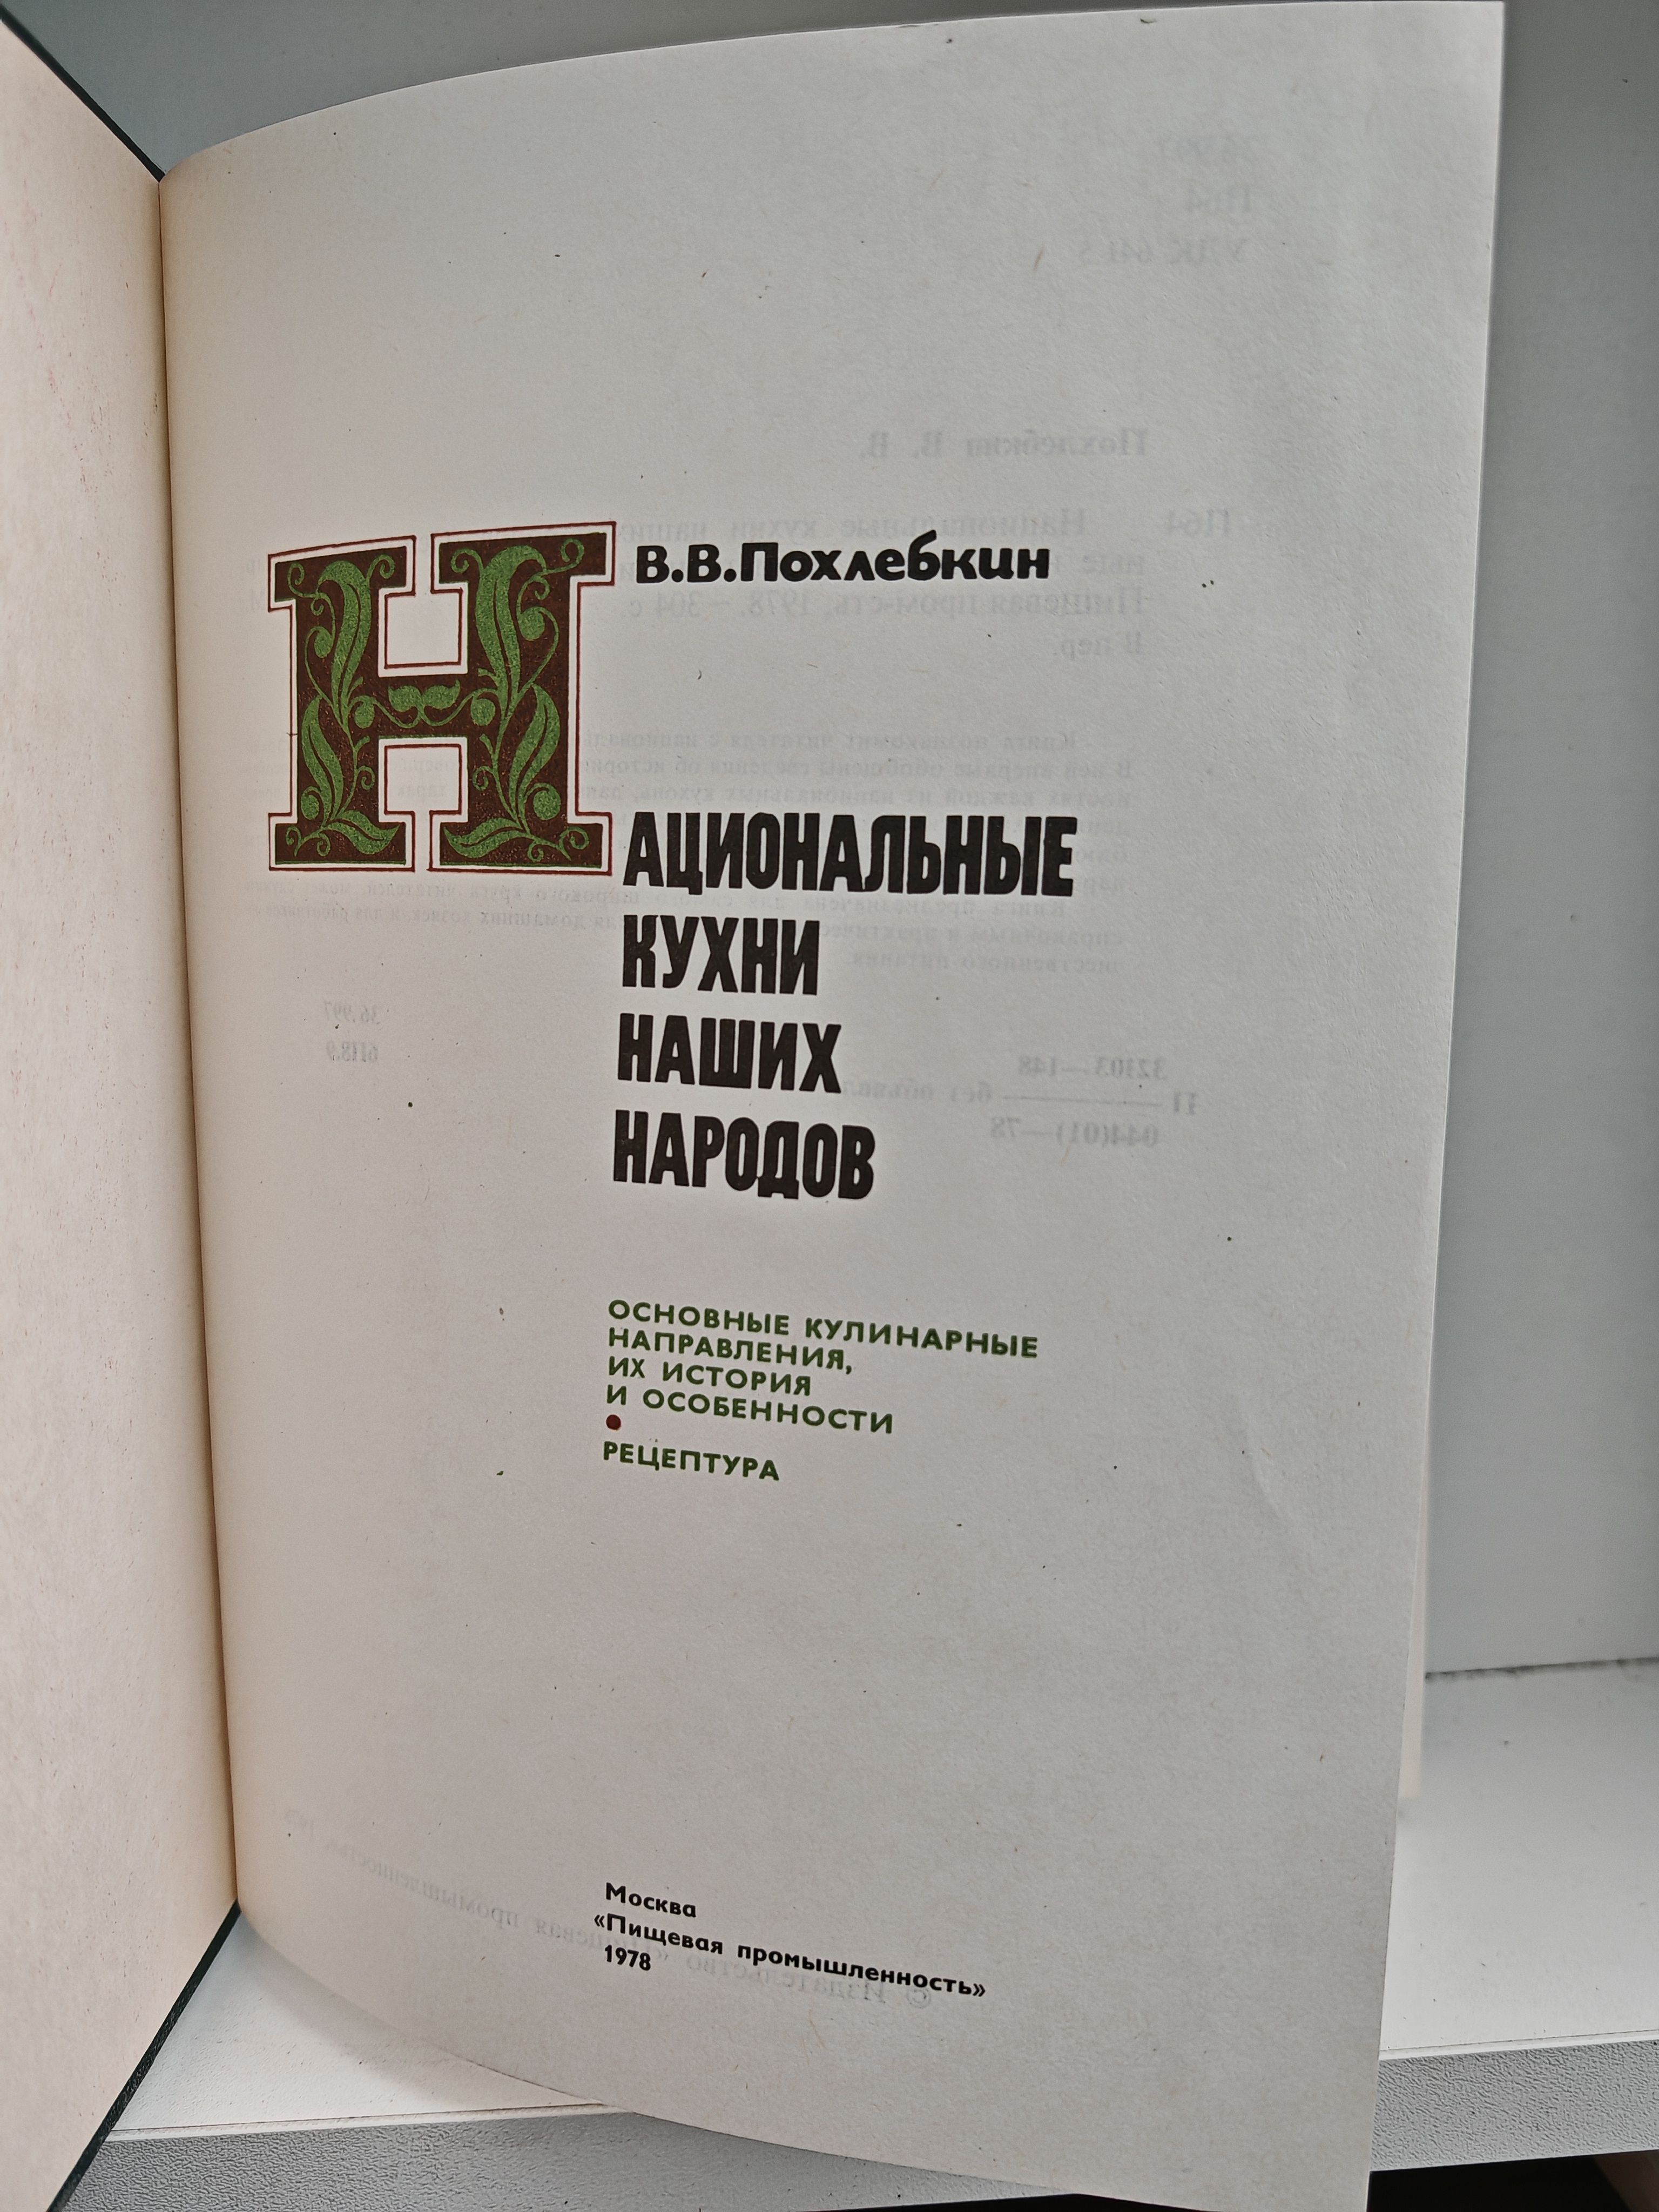 В.В.Похлебкин
НАЦИОНАЛЬНЫЕ
КУХНИ
НАШИХ
НАРОДОВ
ОСНОВНЫЕ КУЛИНАРНЫЕ
НАПРАВЛЕНИЯ,
ИХ ИСТОРИЯ
И ОСОБЕННОСТИ
•
РЕЦЕПТУРА
Москва
«Пищевая промышленность»
1978